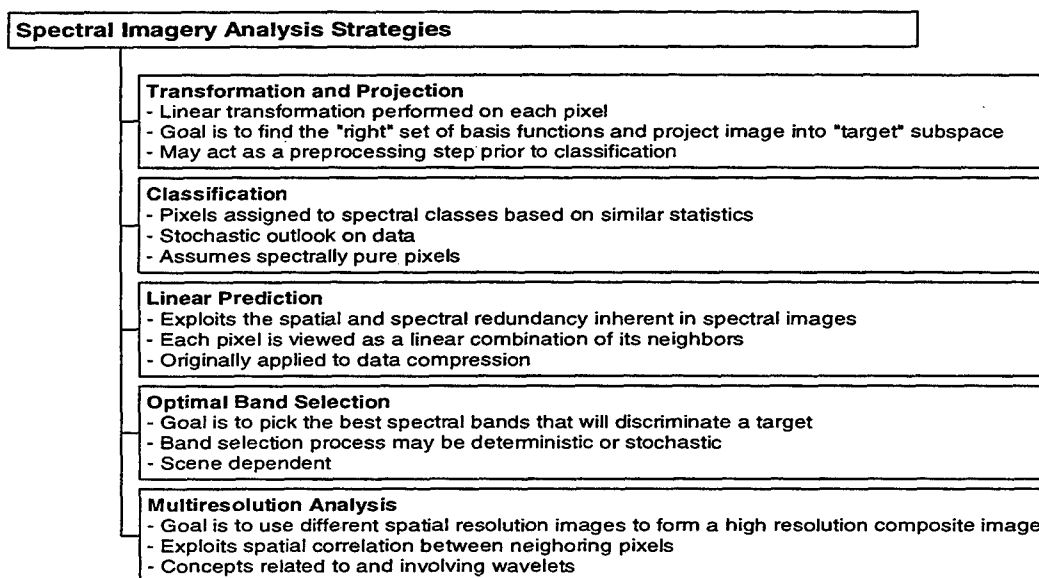 Spectral Imagery Analysis Strategies
Transformation and Projection
- Linear transformation performed on each pixel
- Goal is to find the "right" set of basis functions and project image into "target" subspace
- May act as a preprocessing step prior to classification
Classification
- Pixels assigned to spectral classes based on similar statistics
- Stochastic outlook on data
- Assumes spectrally pure pixels
Linear Prediction
- Exploits the spatial and spectral redundancy inherent in spectral images
- Each pixel is viewed as a linear combination of its neighbors
- Originally applied to data compression
Optimal Band Selection
- Goal is to pick the best spectral bands that will discriminate a target
- Band selection process may be deterministic or stochastic
- Scene dependent
Multiresolution Analysis
- Goal is to use different spatial resolution images to form a high resolution composite image
- Exploits spatial correlation between neighoring pixels
- Concepts related to and involving wavelets